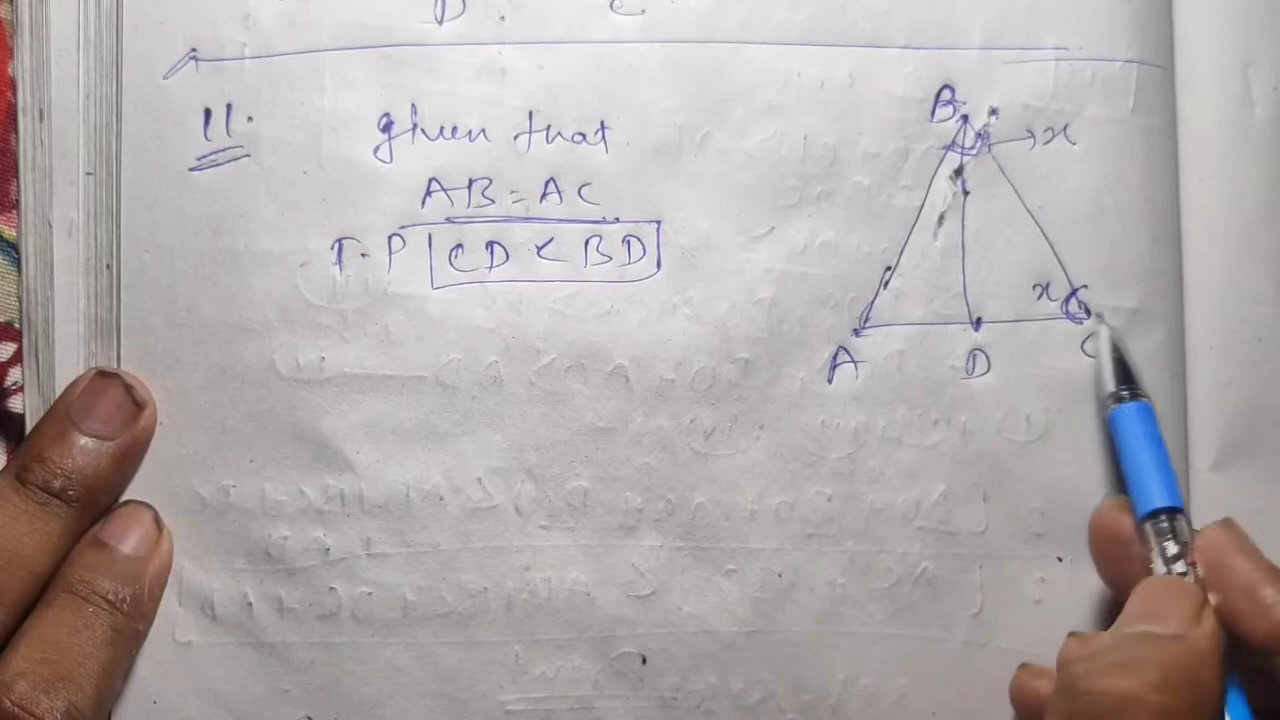 D C
11. given that
AB = AC
T.P CD < BD
B
x
x
A D C